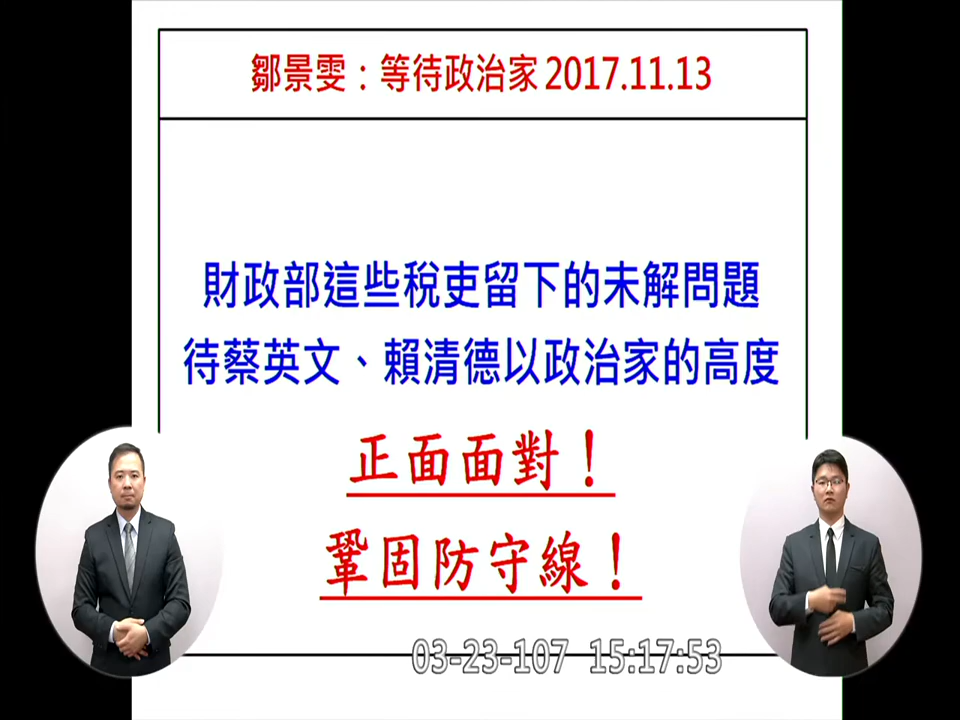 鄒景雯：等待政治家 2017.11.13
財政部這些稅吏留下的未解問題
待蔡英文、賴清德以政治家的高度
正面面對！
鞏固防守線！
03-23-107 15:17:53